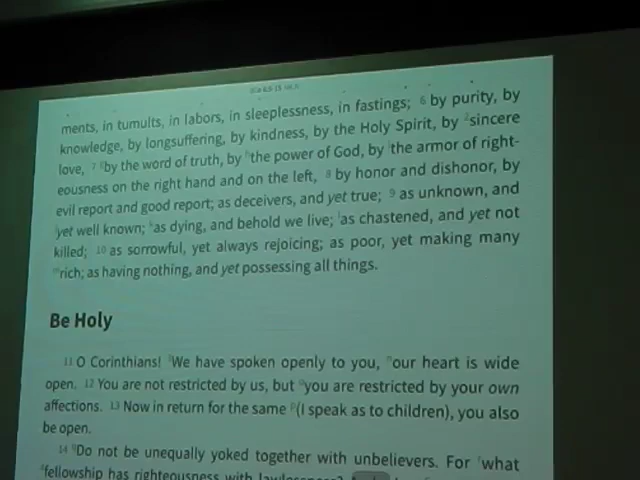 ments, in tumults, in labors, in sleeplessness, in fastings; 6 by purity, by
knowledge, by longsuffering, by kindness, by the Holy Spirit, by sincere
love, 7 by the word of truth, by the power of God, by the armor of right-
eousness on the right hand and on the left, 8 by honor and dishonor, by
evil report and good report; as deceivers, and yet true; 9 as unknown, and
yet well known; as dying, and behold we live; as chastened, and yet not
killed; 10 as sorrowful, yet always rejoicing; as poor, yet making many
rich; as having nothing, and yet possessing all things.
Be Holy
11 O Corinthians! We have spoken openly to you, our heart is wide
open. 12 You are not restricted by us, but you are restricted by your own
affections. 13 Now in return for the same (I speak as to children), you also
be open.
14 Do not be unequally yoked together with unbelievers. For what
fellowship has righteousness with lawlessness?